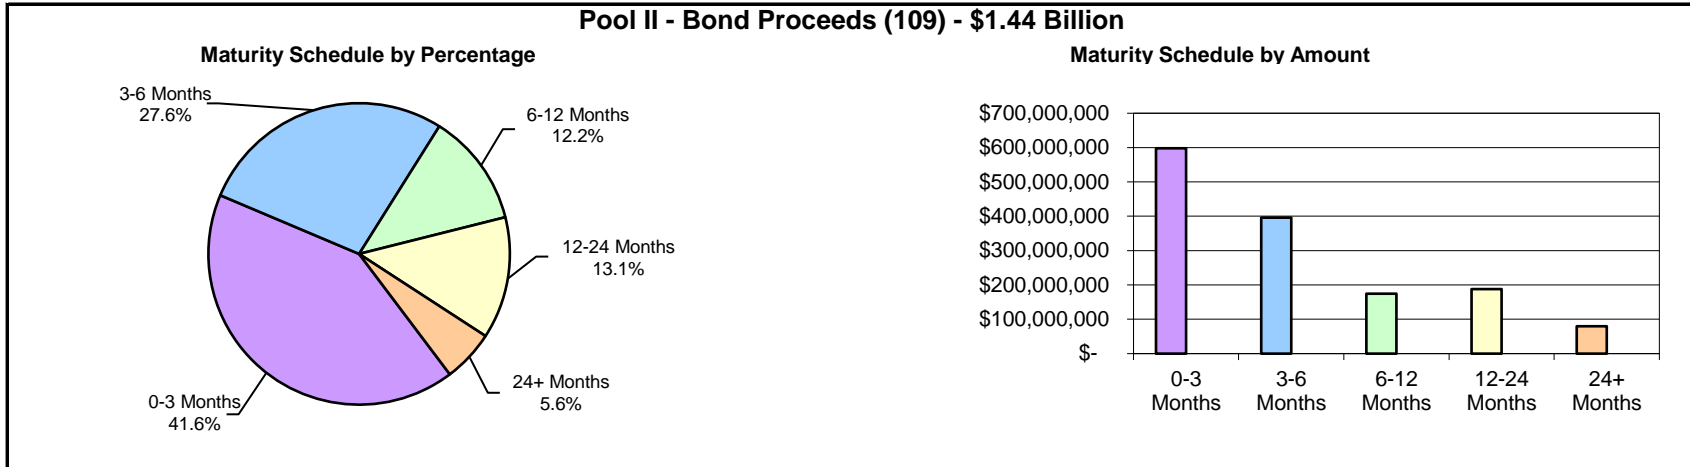 Pool II - Bond Proceeds (109) - $1.44 Billion
Maturity Schedule by Percentage
3-6 Months
27.6%
6-12 Months
12.2%
12-24 Months
13.1%
24+ Months
5.6%
0-3 Months
41.6%
Maturity Schedule by Amount
$700,000,000
$600,000,000
$500,000,000
$400,000,000
$300,000,000
$200,000,000
$100,000,000
$-
0-3
Months
3-6
Months
6-12
Months
12-24
Months
24+
Months